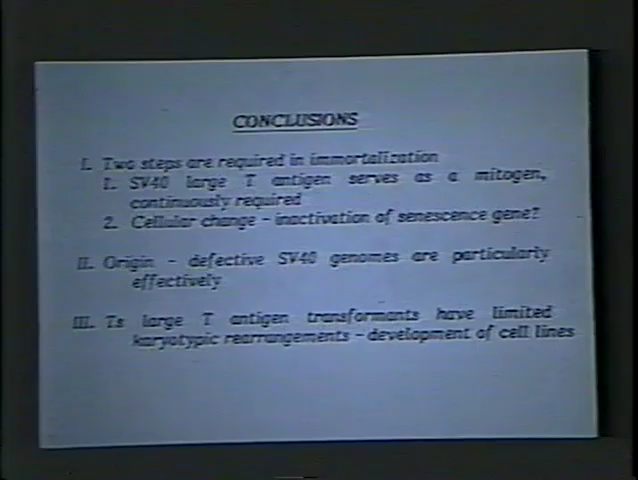 CONCLUSIONS
I. Two steps are required in immortalization
1. SV40 large T antigen serves as a mitogen,
continuously required
2. Cellular change - inactivation of senescence gene?
II. Origin - defective SV40 genomes are particularly
effectively
III. Ts large T antigen transformants have limited
karyotypic rearrangements - development of cell lines